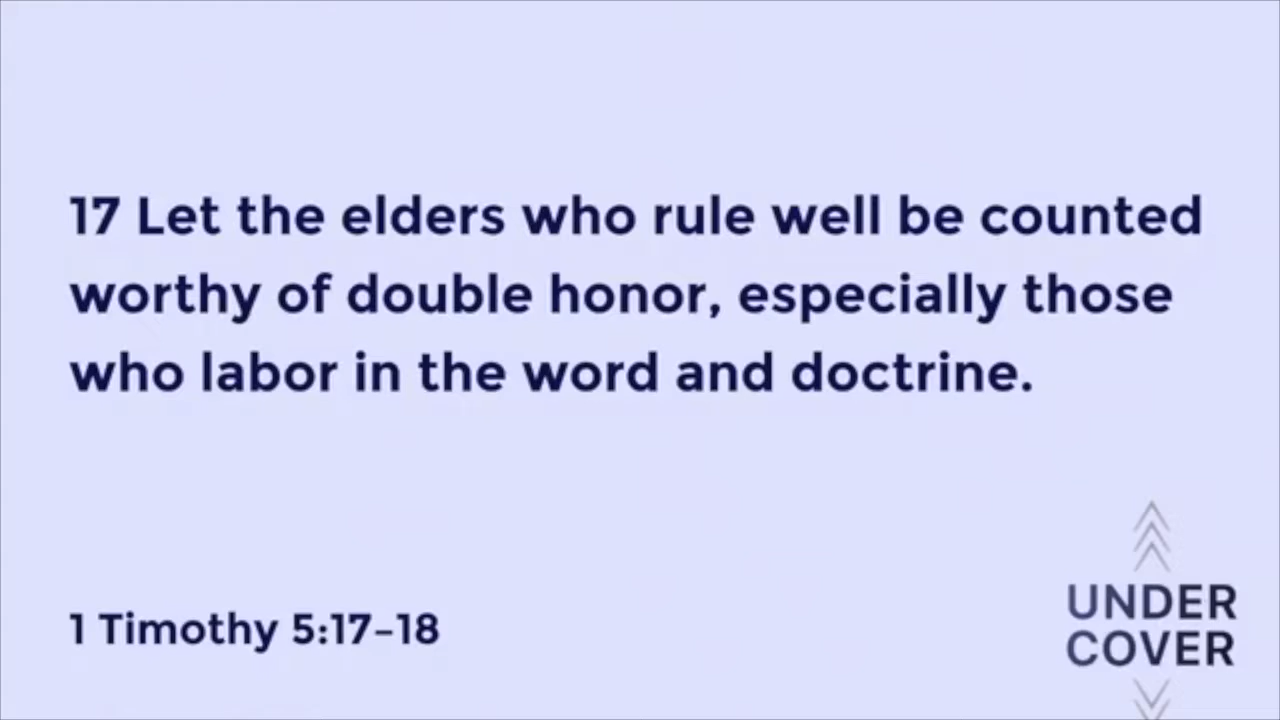 17 Let the elders who rule well be counted
worthy of double honor, especially those
who labor in the word and doctrine.
1 Timothy 5:17–18
UNDER
COVER